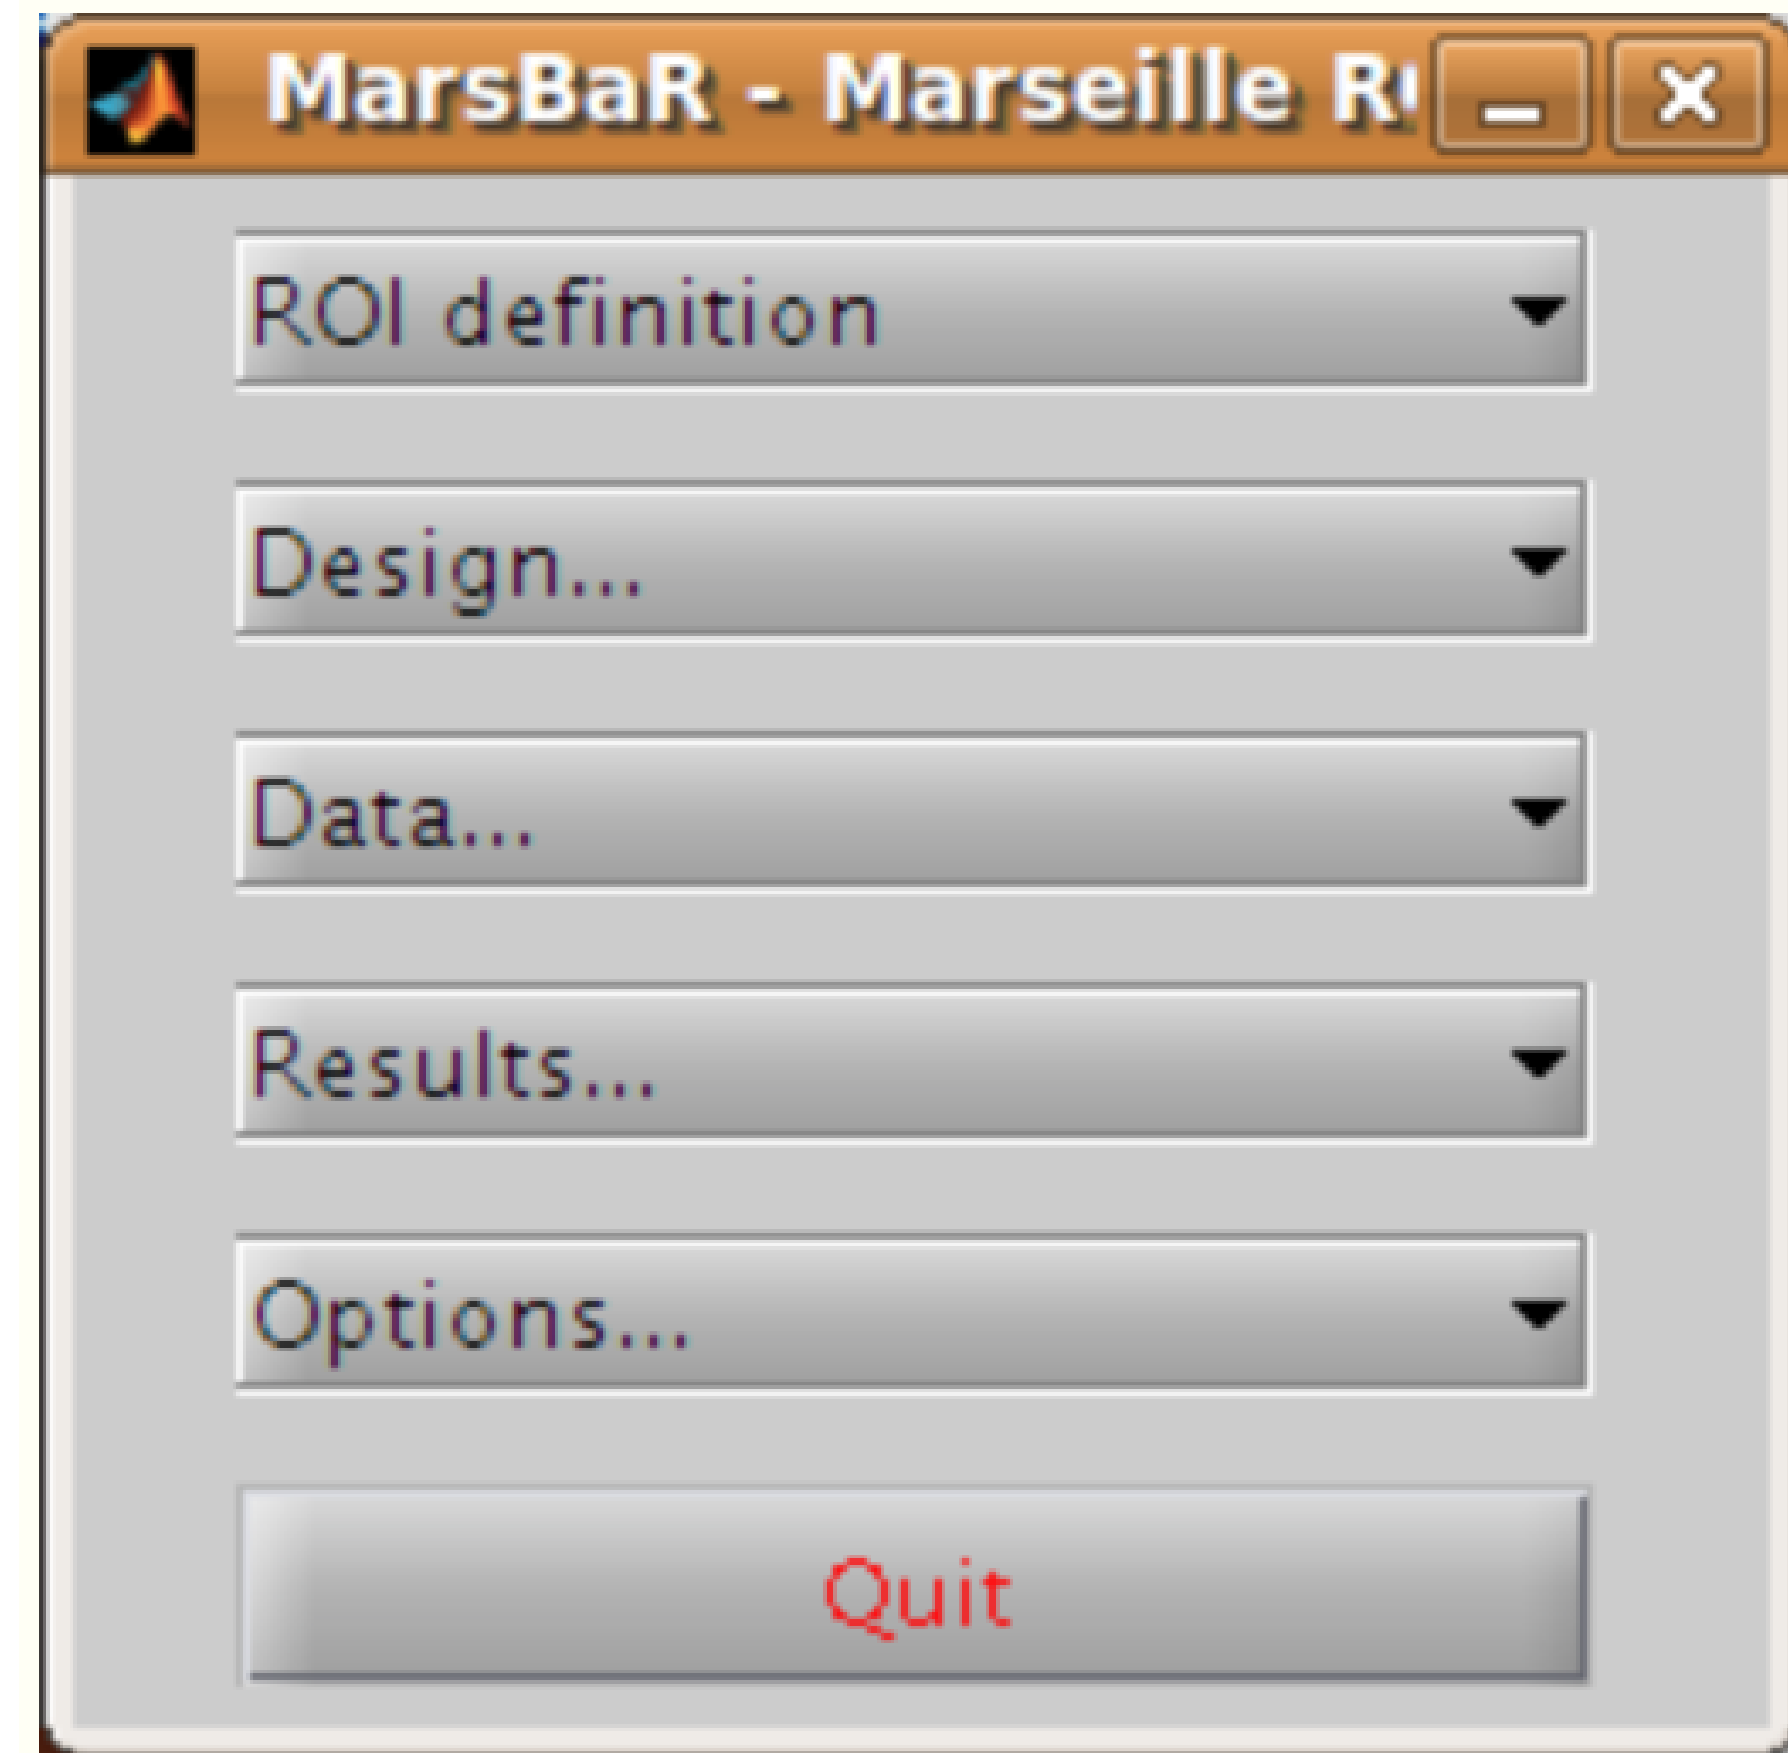 MarsBaR - Marseille R
ROI definition
Design...
Data...
Results...
Options...
Quit